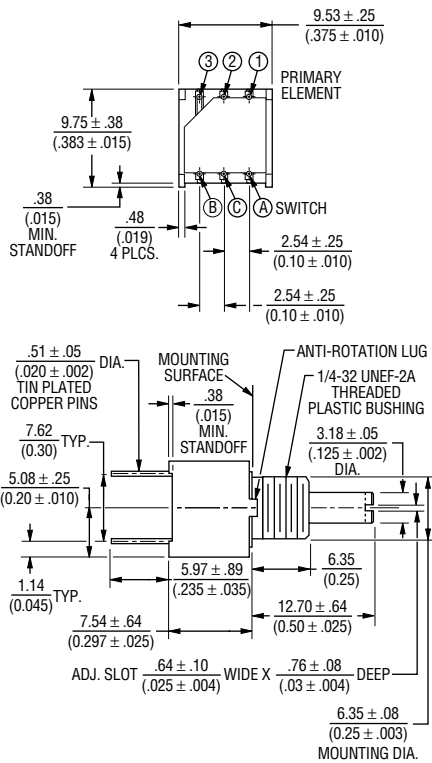 9.53 ± .25
(.375 ± .010)
3
2
1
PRIMARY
ELEMENT
9.75 ± .38
(.383 ± .015)
.38
(.015)
MIN.
STANDOFF
.48
(.019)
4 PLCS.
B
C
A SWITCH
2.54 ± .25
(0.10 ± .010)
2.54 ± .25
(0.10 ± .010)
.51 ± .05
(.020 ± .002)
DIA.
TIN PLATED
COPPER PINS
MOUNTING
SURFACE
.38
(.015)
MIN.
STANDOFF
ANTI-ROTATION LUG
1/4-32 UNEF-2A
THREADED
PLASTIC BUSHING
7.62
(0.30)
TYP.
3.18 ± .05
(.125 ± .002)
DIA.
5.08 ± .25
(0.20 ± .010)
1.14
(0.045)
TYP.
5.97 ± .89
(.235 ± .035)
6.35
(0.25)
7.54 ± .64
(0.297 ± .025)
12.70 ± .64
(0.50 ± .025)
ADJ. SLOT .64 ± .10 WIDE X .76 ± .08 DEEP
(.025 ± .004) (.03 ± .004)
6.35 ± .08
(0.25 ± .003)
MOUNTING DIA.